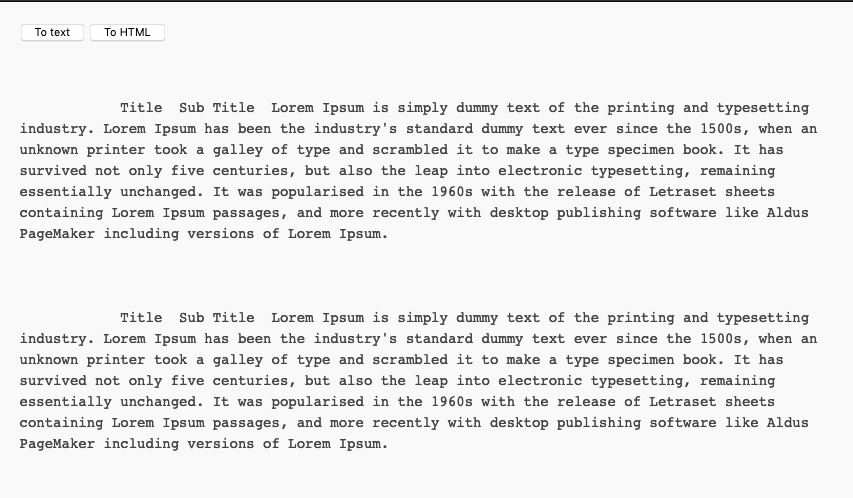 To text To HTML
Title Sub Title Lorem Ipsum is simply dummy text of the printing and typesetting
industry. Lorem Ipsum has been the industry's standard dummy text ever since the 1500s, when an
unknown printer took a galley of type and scrambled it to make a type specimen book. It has
survived not only five centuries, but also the leap into electronic typesetting, remaining
essentially unchanged. It was popularised in the 1960s with the release of Letraset sheets
containing Lorem Ipsum passages, and more recently with desktop publishing software like Aldus
PageMaker including versions of Lorem Ipsum.
Title Sub Title Lorem Ipsum is simply dummy text of the printing and typesetting
industry. Lorem Ipsum has been the industry's standard dummy text ever since the 1500s, when an
unknown printer took a galley of type and scrambled it to make a type specimen book. It has
survived not only five centuries, but also the leap into electronic typesetting, remaining
essentially unchanged. It was popularised in the 1960s with the release of Letraset sheets
containing Lorem Ipsum passages, and more recently with desktop publishing software like Aldus
PageMaker including versions of Lorem Ipsum.